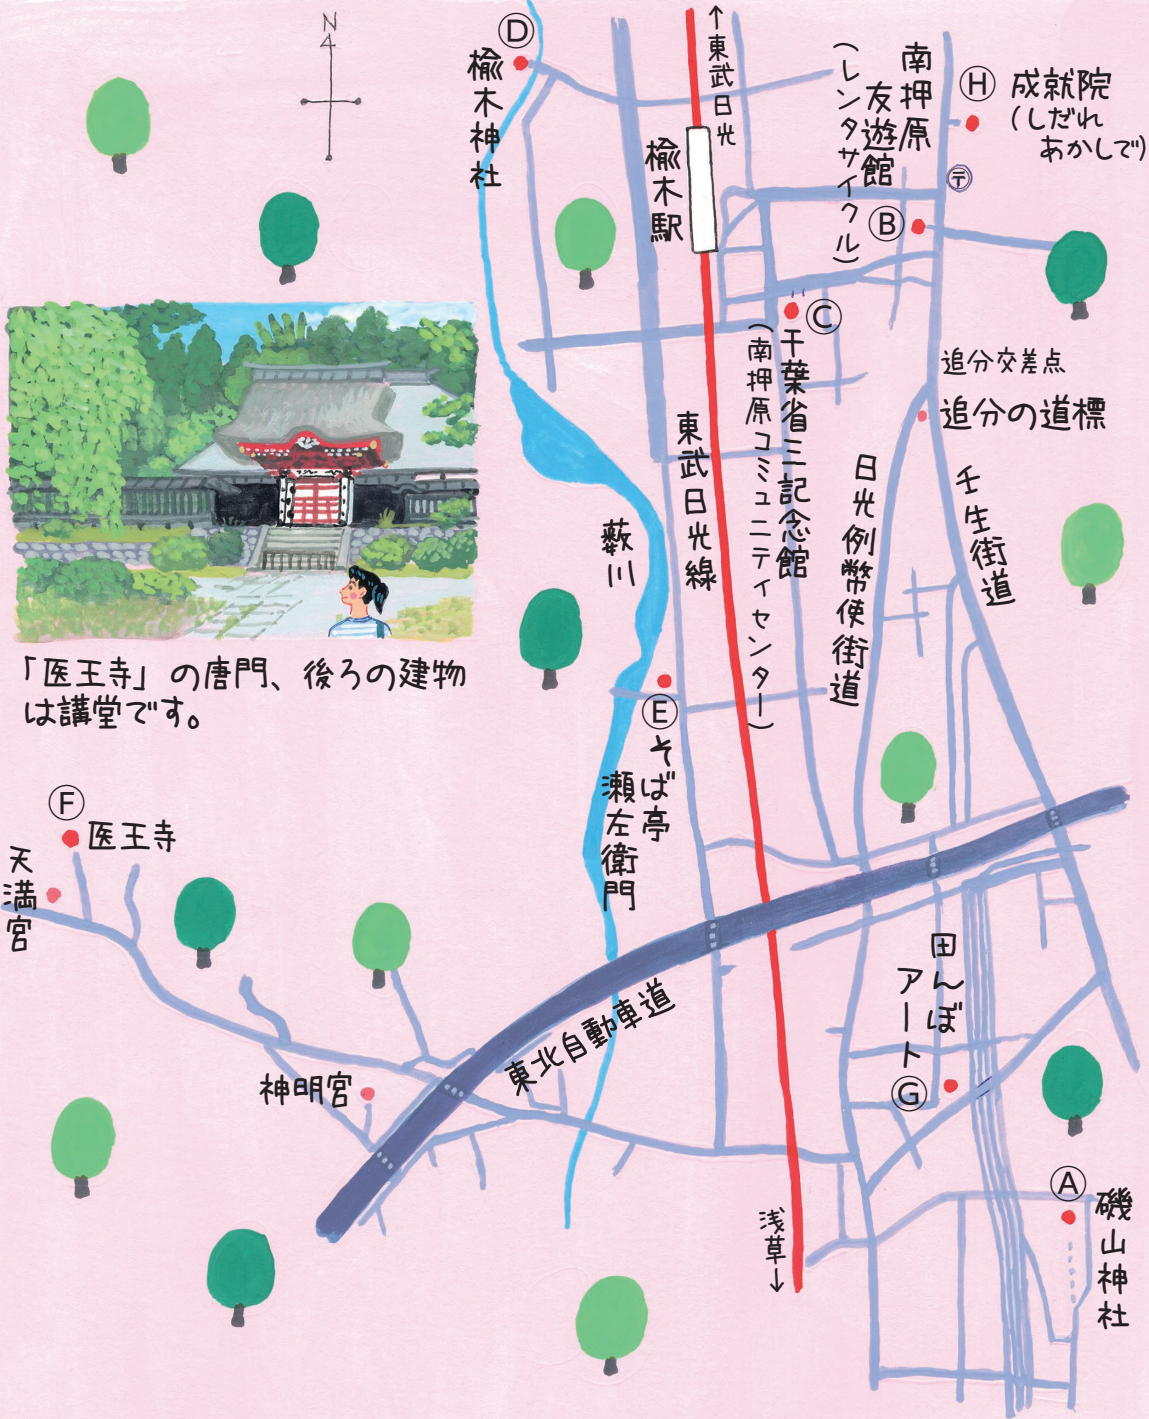 N
Ⓓ
楡木神社
↑東武日光
楡木駅
南押原
友遊館
(レンタサイクル)
Ⓑ
Ⓗ
成就院
(しだれ
あかしで)
〒
Ⓒ
千葉省三記念館
(南押原コミュニティセンター)
追分交差点
追分の道標
東武日光線
日光例幣使街道
壬生街道
藪川
「医王寺」の唐門、後ろの建物
は講堂です。
Ⓔ
そば亭
瀬左衛門
Ⓕ
医王寺
天満宮
神明宮
東北自動車道
田んぼ
アート
Ⓖ
Ⓐ
磯山神社
浅草↓